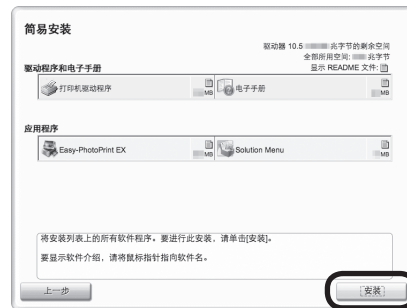 简易安装
驱动器 10.5 兆字节的剩余空间
全部所用空间: 兆字节
显示 README 文件:
驱动程序和电子手册
打印机驱动程序 MB 电子手册 MB
应用程序
Easy-PhotoPrint EX MB Solution Menu MB
将安装列表上的所有软件程序。要进行此安装，请单击[安装]。
要显示软件介绍，请将鼠标指针指向软件名。
上一步 安装